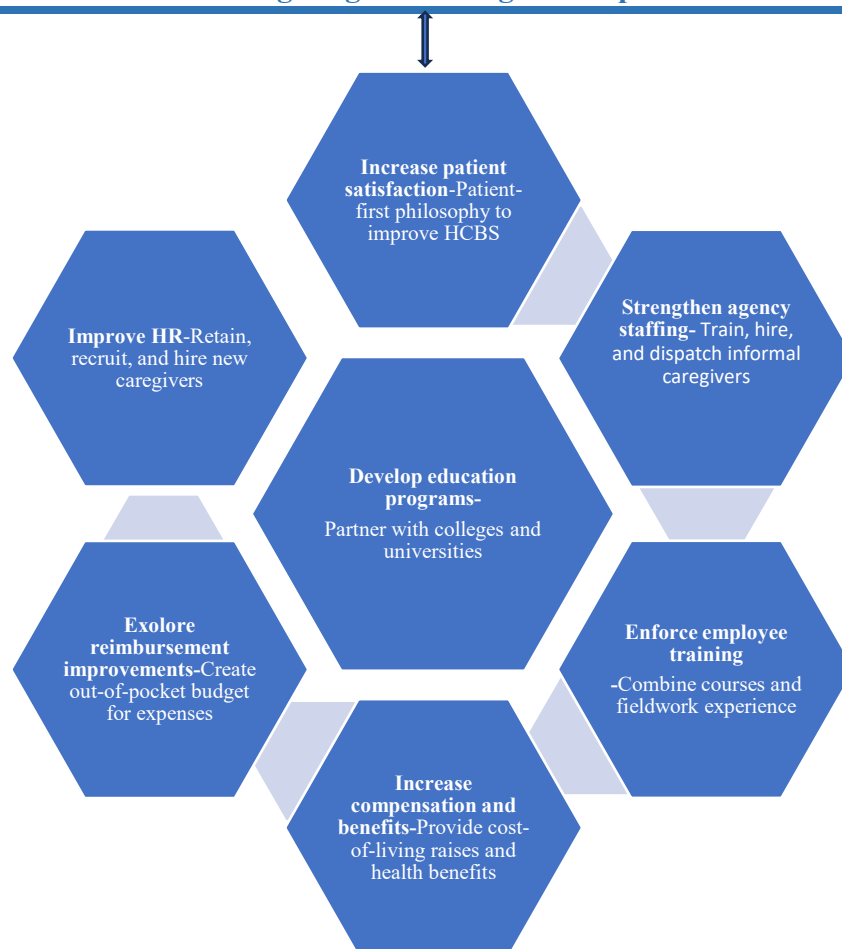 Increase patient
satisfaction-Patient-
first philosophy to
improve HCBS
Strengthen agency
staffing- Train, hire,
and dispatch informal
caregivers
Improve HR-Retain,
recruit, and hire new
caregivers
Develop education
programs-
Partner with colleges and
universities
Exolore
reimbursement
improvements-Create
out-of-pocket budget
for expenses
Enforce employee
training
-Combine courses and
fieldwork experience
Increase
compensation and
benefits-Provide cost-
of-living raises and
health benefits